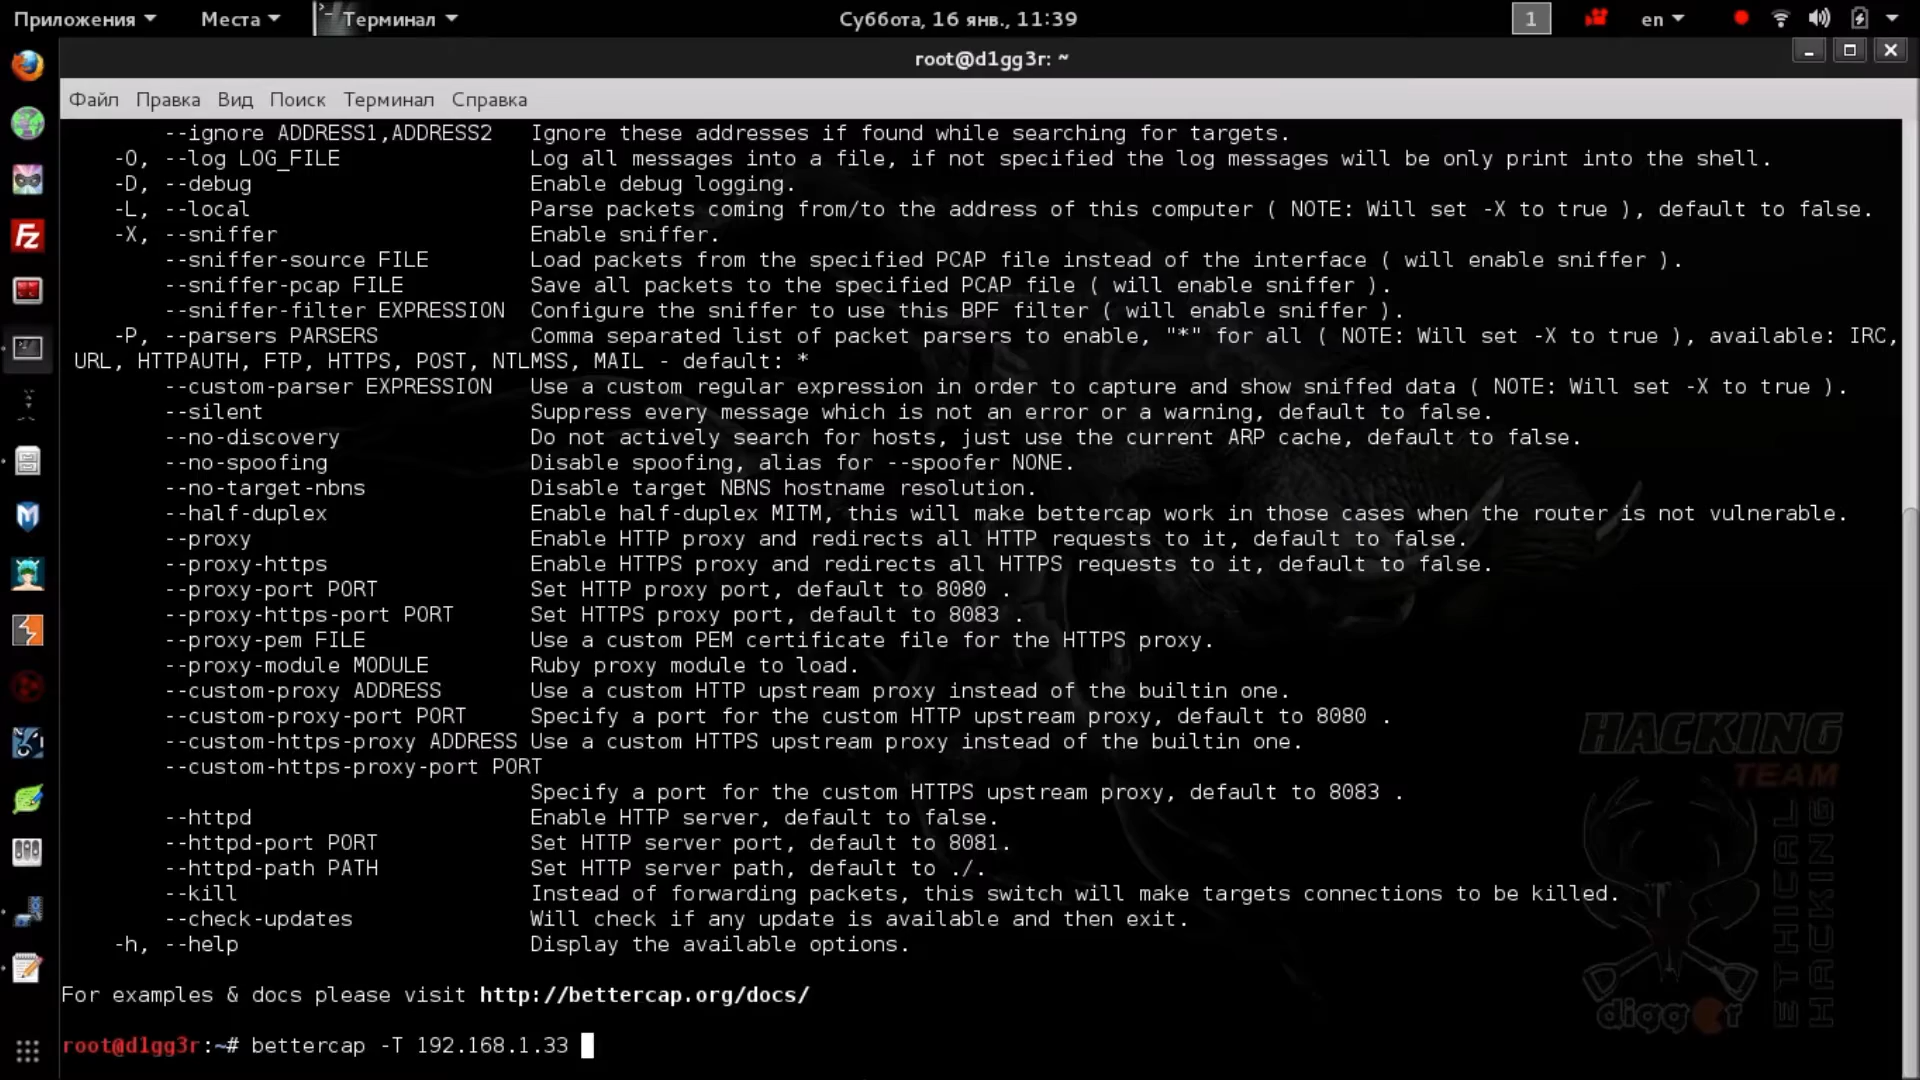 Приложения Места Терминал Суббота, 16 янв., 11:39 1 en
root@d1gg3r: ~
Файл Правка Вид Поиск Терминал Справка
--ignore ADDRESS1,ADDRESS2 Ignore these addresses if found while searching for targets.
-O, --log LOG_FILE Log all messages into a file, if not specified the log messages will be only print into the shell.
-D, --debug Enable debug logging.
-L, --local Parse packets coming from/to the address of this computer ( NOTE: Will set -X to true ), default to false.
-X, --sniffer Enable sniffer.
--sniffer-source FILE Load packets from the specified PCAP file instead of the interface ( will enable sniffer ).
--sniffer-pcap FILE Save all packets to the specified PCAP file ( will enable sniffer ).
--sniffer-filter EXPRESSION Configure the sniffer to use this BPF filter ( will enable sniffer ).
-P, --parsers PARSERS Comma separated list of packet parsers to enable, "*" for all ( NOTE: Will set -X to true ), available: IRC,
URL, HTTPAUTH, FTP, HTTPS, POST, NTLMSS, MAIL - default: *
--custom-parser EXPRESSION Use a custom regular expression in order to capture and show sniffed data ( NOTE: Will set -X to true ).
--silent Suppress every message which is not an error or a warning, default to false.
--no-discovery Do not actively search for hosts, just use the current ARP cache, default to false.
--no-spoofing Disable spoofing, alias for --spoofer NONE.
--no-target-nbns Disable target NBNS hostname resolution.
--half-duplex Enable half-duplex MITM, this will make bettercap work in those cases when the router is not vulnerable.
--proxy Enable HTTP proxy and redirects all HTTP requests to it, default to false.
--proxy-https Enable HTTPS proxy and redirects all HTTPS requests to it, default to false.
--proxy-port PORT Set HTTP proxy port, default to 8080 .
--proxy-https-port PORT Set HTTPS proxy port, default to 8083 .
--proxy-pem FILE Use a custom PEM certificate file for the HTTPS proxy.
--proxy-module MODULE Ruby proxy module to load.
--custom-proxy ADDRESS Use a custom HTTP upstream proxy instead of the builtin one.
--custom-proxy-port PORT Specify a port for the custom HTTP upstream proxy, default to 8080 .
--custom-https-proxy ADDRESS Use a custom HTTPS upstream proxy instead of the builtin one.
--custom-https-proxy-port PORT
Specify a port for the custom HTTPS upstream proxy, default to 8083 .
--httpd Enable HTTP server, default to false.
--httpd-port PORT Set HTTP server port, default to 8081.
--httpd-path PATH Set HTTP server path, default to ./.
--kill Instead of forwarding packets, this switch will make targets connections to be killed.
--check-updates Will check if any update is available and then exit.
-h, --help Display the available options.
For examples & docs please visit http://bettercap.org/docs/
root@d1gg3r:~# bettercap -T 192.168.1.33
HACKING
TEAM
ETHICAL
HACKING
digger